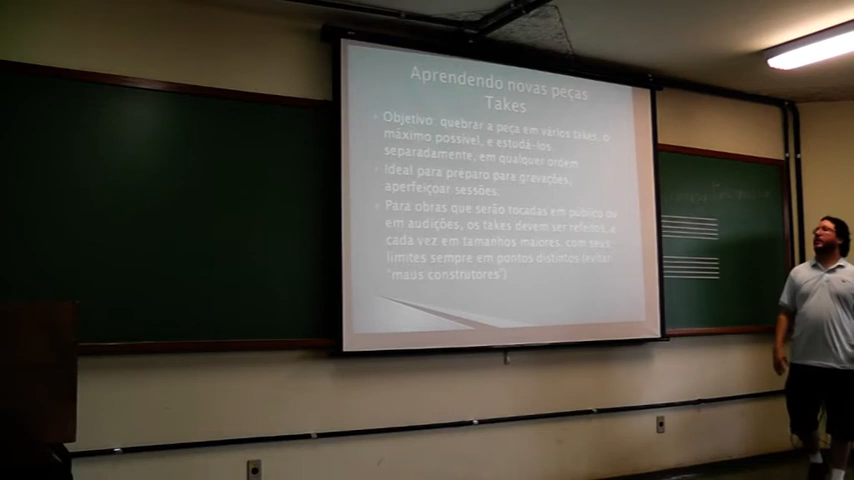 Aprendendo novas peças
Takes
Objetivo quebrar a peça em vários takes, o
máximo possível, e estudá-los
separadamente, em qualquer ordem
Ideal para preparo para gravações,
aperfeiçoar sessões.
Para obras que serão tocadas em público ou
em audições, os takes devem ser refeitos, a
cada vez em tamanhos maiores, com seus
limites sempre em pontos distintos (evitar
"maus construtores")